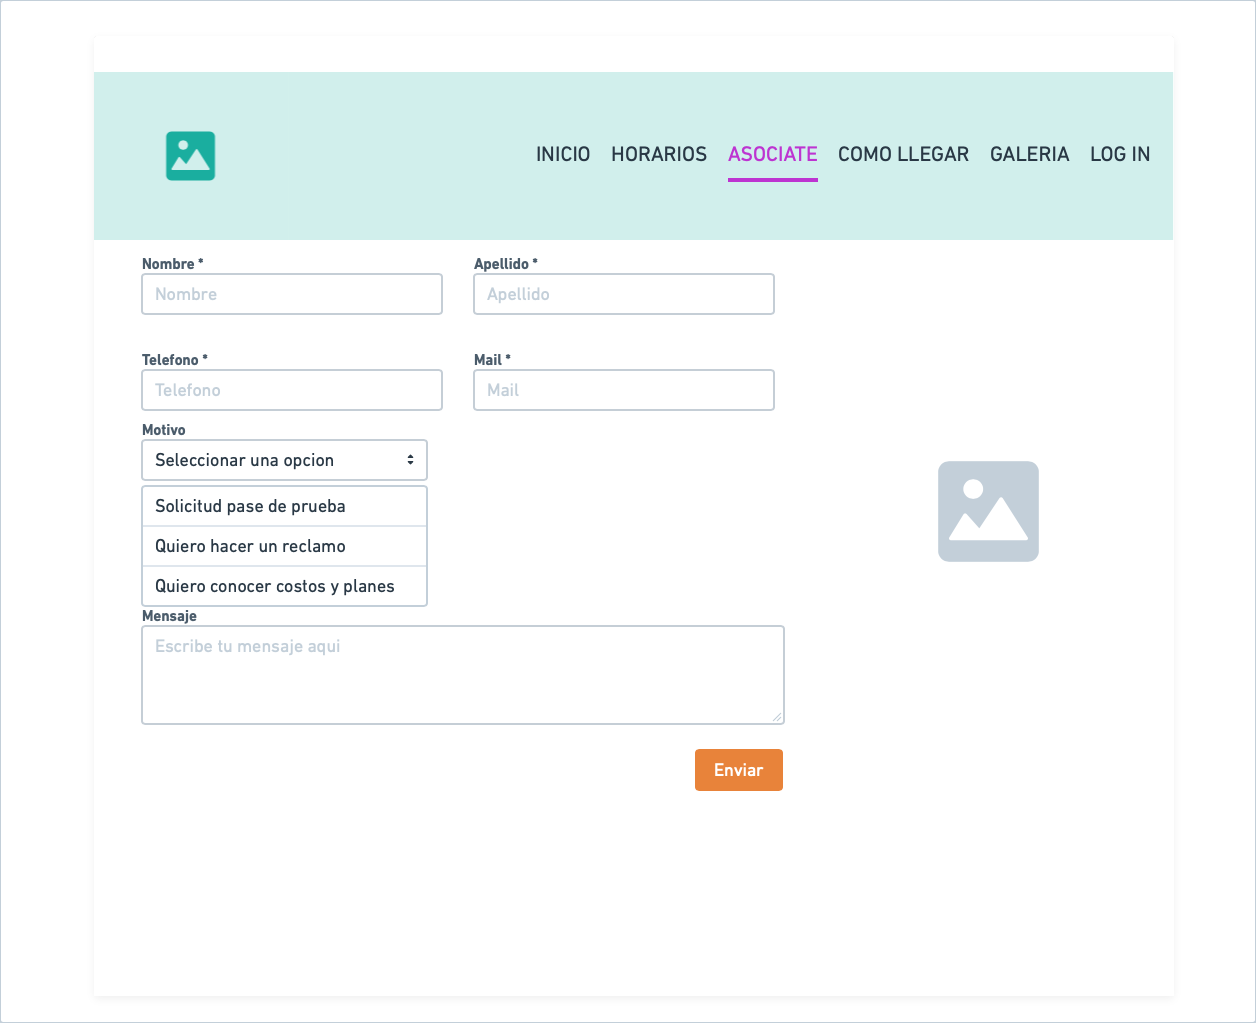 INICIO HORARIOS ASOCIATE COMO LLEGAR GALERIA LOG IN
Nombre * Apellido *
Nombre Apellido
Telefono * Mail *
Telefono Mail
Motivo
Seleccionar una opcion
Solicitud pase de prueba
Quiero hacer un reclamo
Quiero conocer costos y planes
Mensaje
Escribe tu mensaje aqui
Enviar